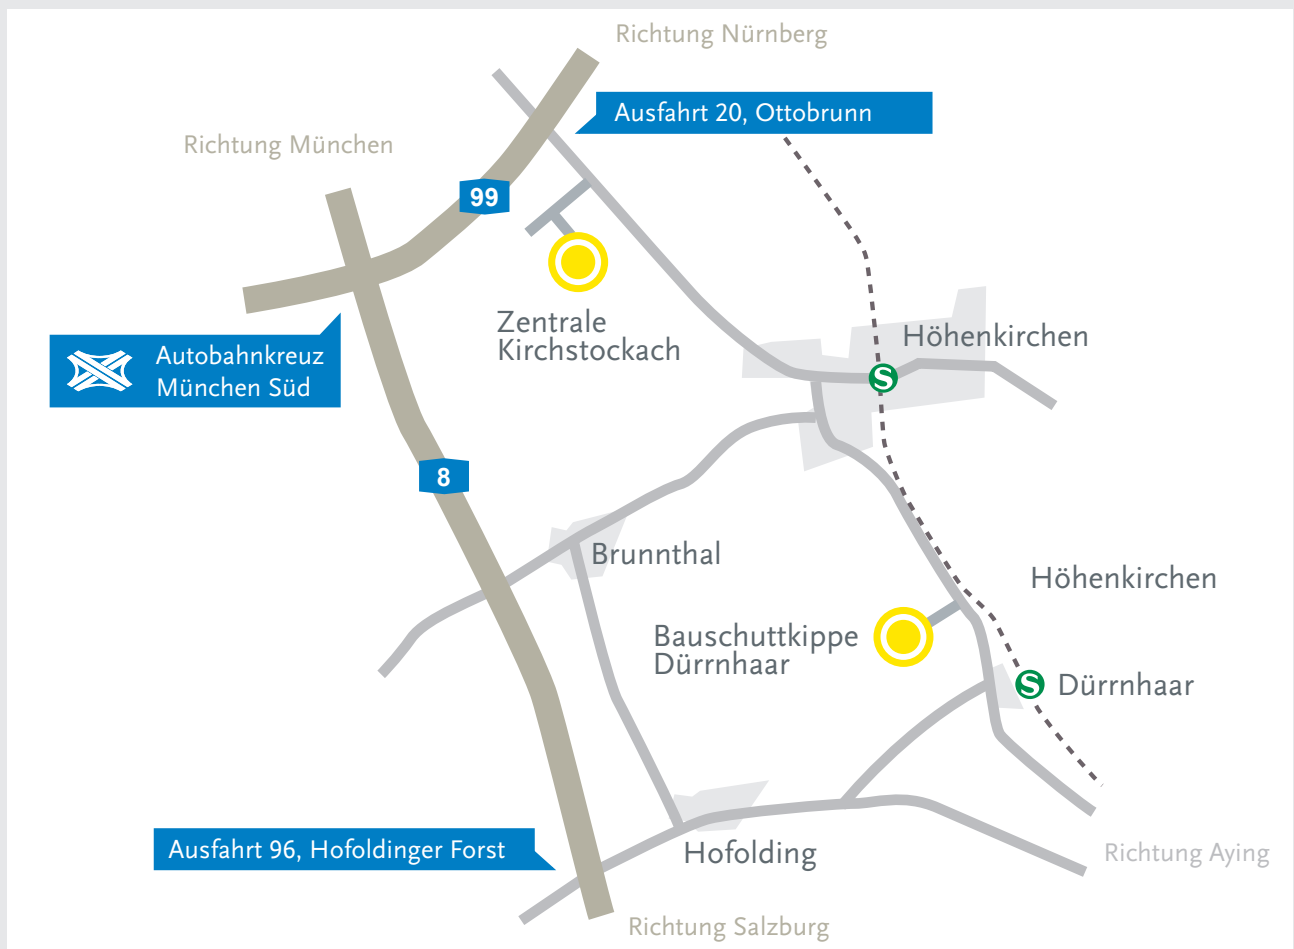 Richtung Nürnberg
Ausfahrt 20, Ottobrunn
Richtung München
99
Zentrale
Kirchstockach
Höhenkirchen
Autobahnkreuz
München Süd
S
8
Brunnthal
Höhenkirchen
Bauschuttkippe
Dürrnhaar
S
Dürrnhaar
Ausfahrt 96, Hofoldinger Forst
Hofolding
Richtung Aying
Richtung Salzburg